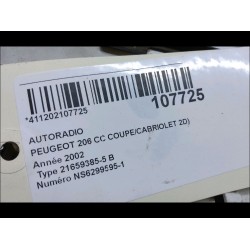 *411202107725
107725
AUTORADIO
PEUGEOT 206 CC COUPE/CABRIOLET 2D)
Année 2002
Type 21659385-5 B
Numéro NS6299595-1